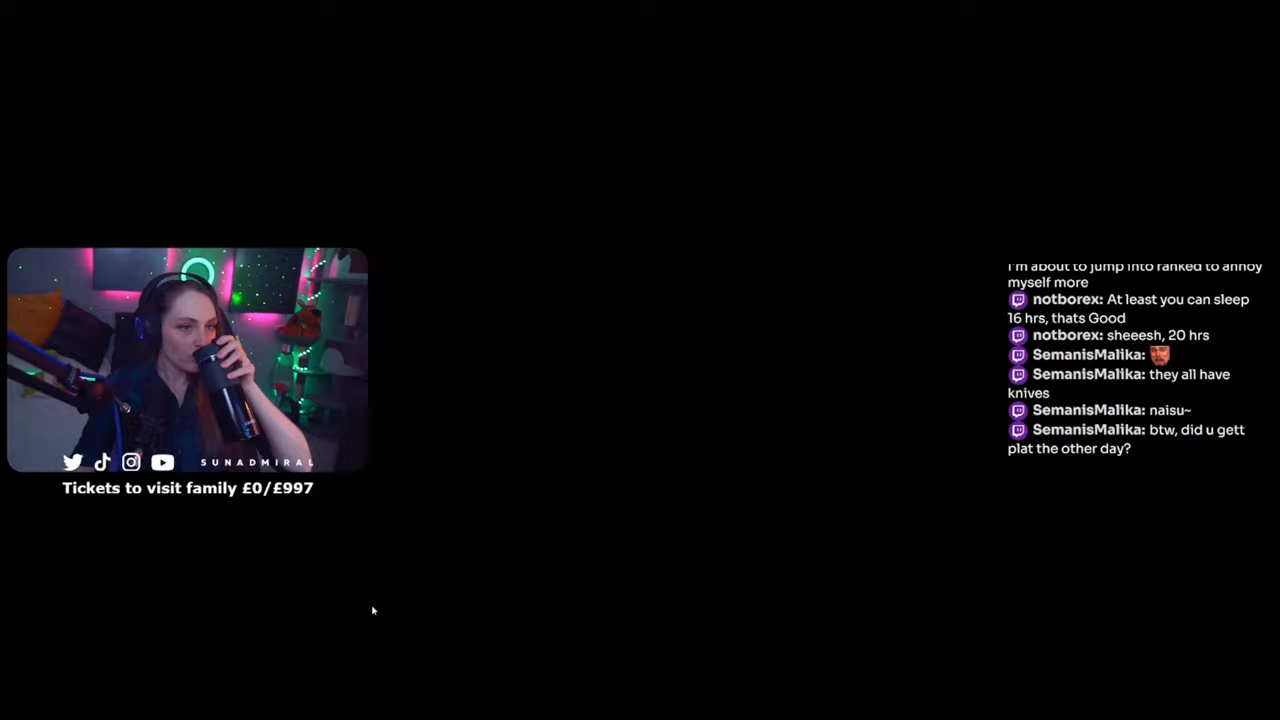 SUNADMIRAL
Tickets to visit family £0/£997
I'm about to jump into ranked to annoy
myself more
notborex: At least you can sleep
16 hrs, thats Good
notborex: sheeesh, 20 hrs
SemanisMalika:
SemanisMalika: they all have
knives
SemanisMalika: naisu~
SemanisMalika: btw, did u gett
plat the other day?